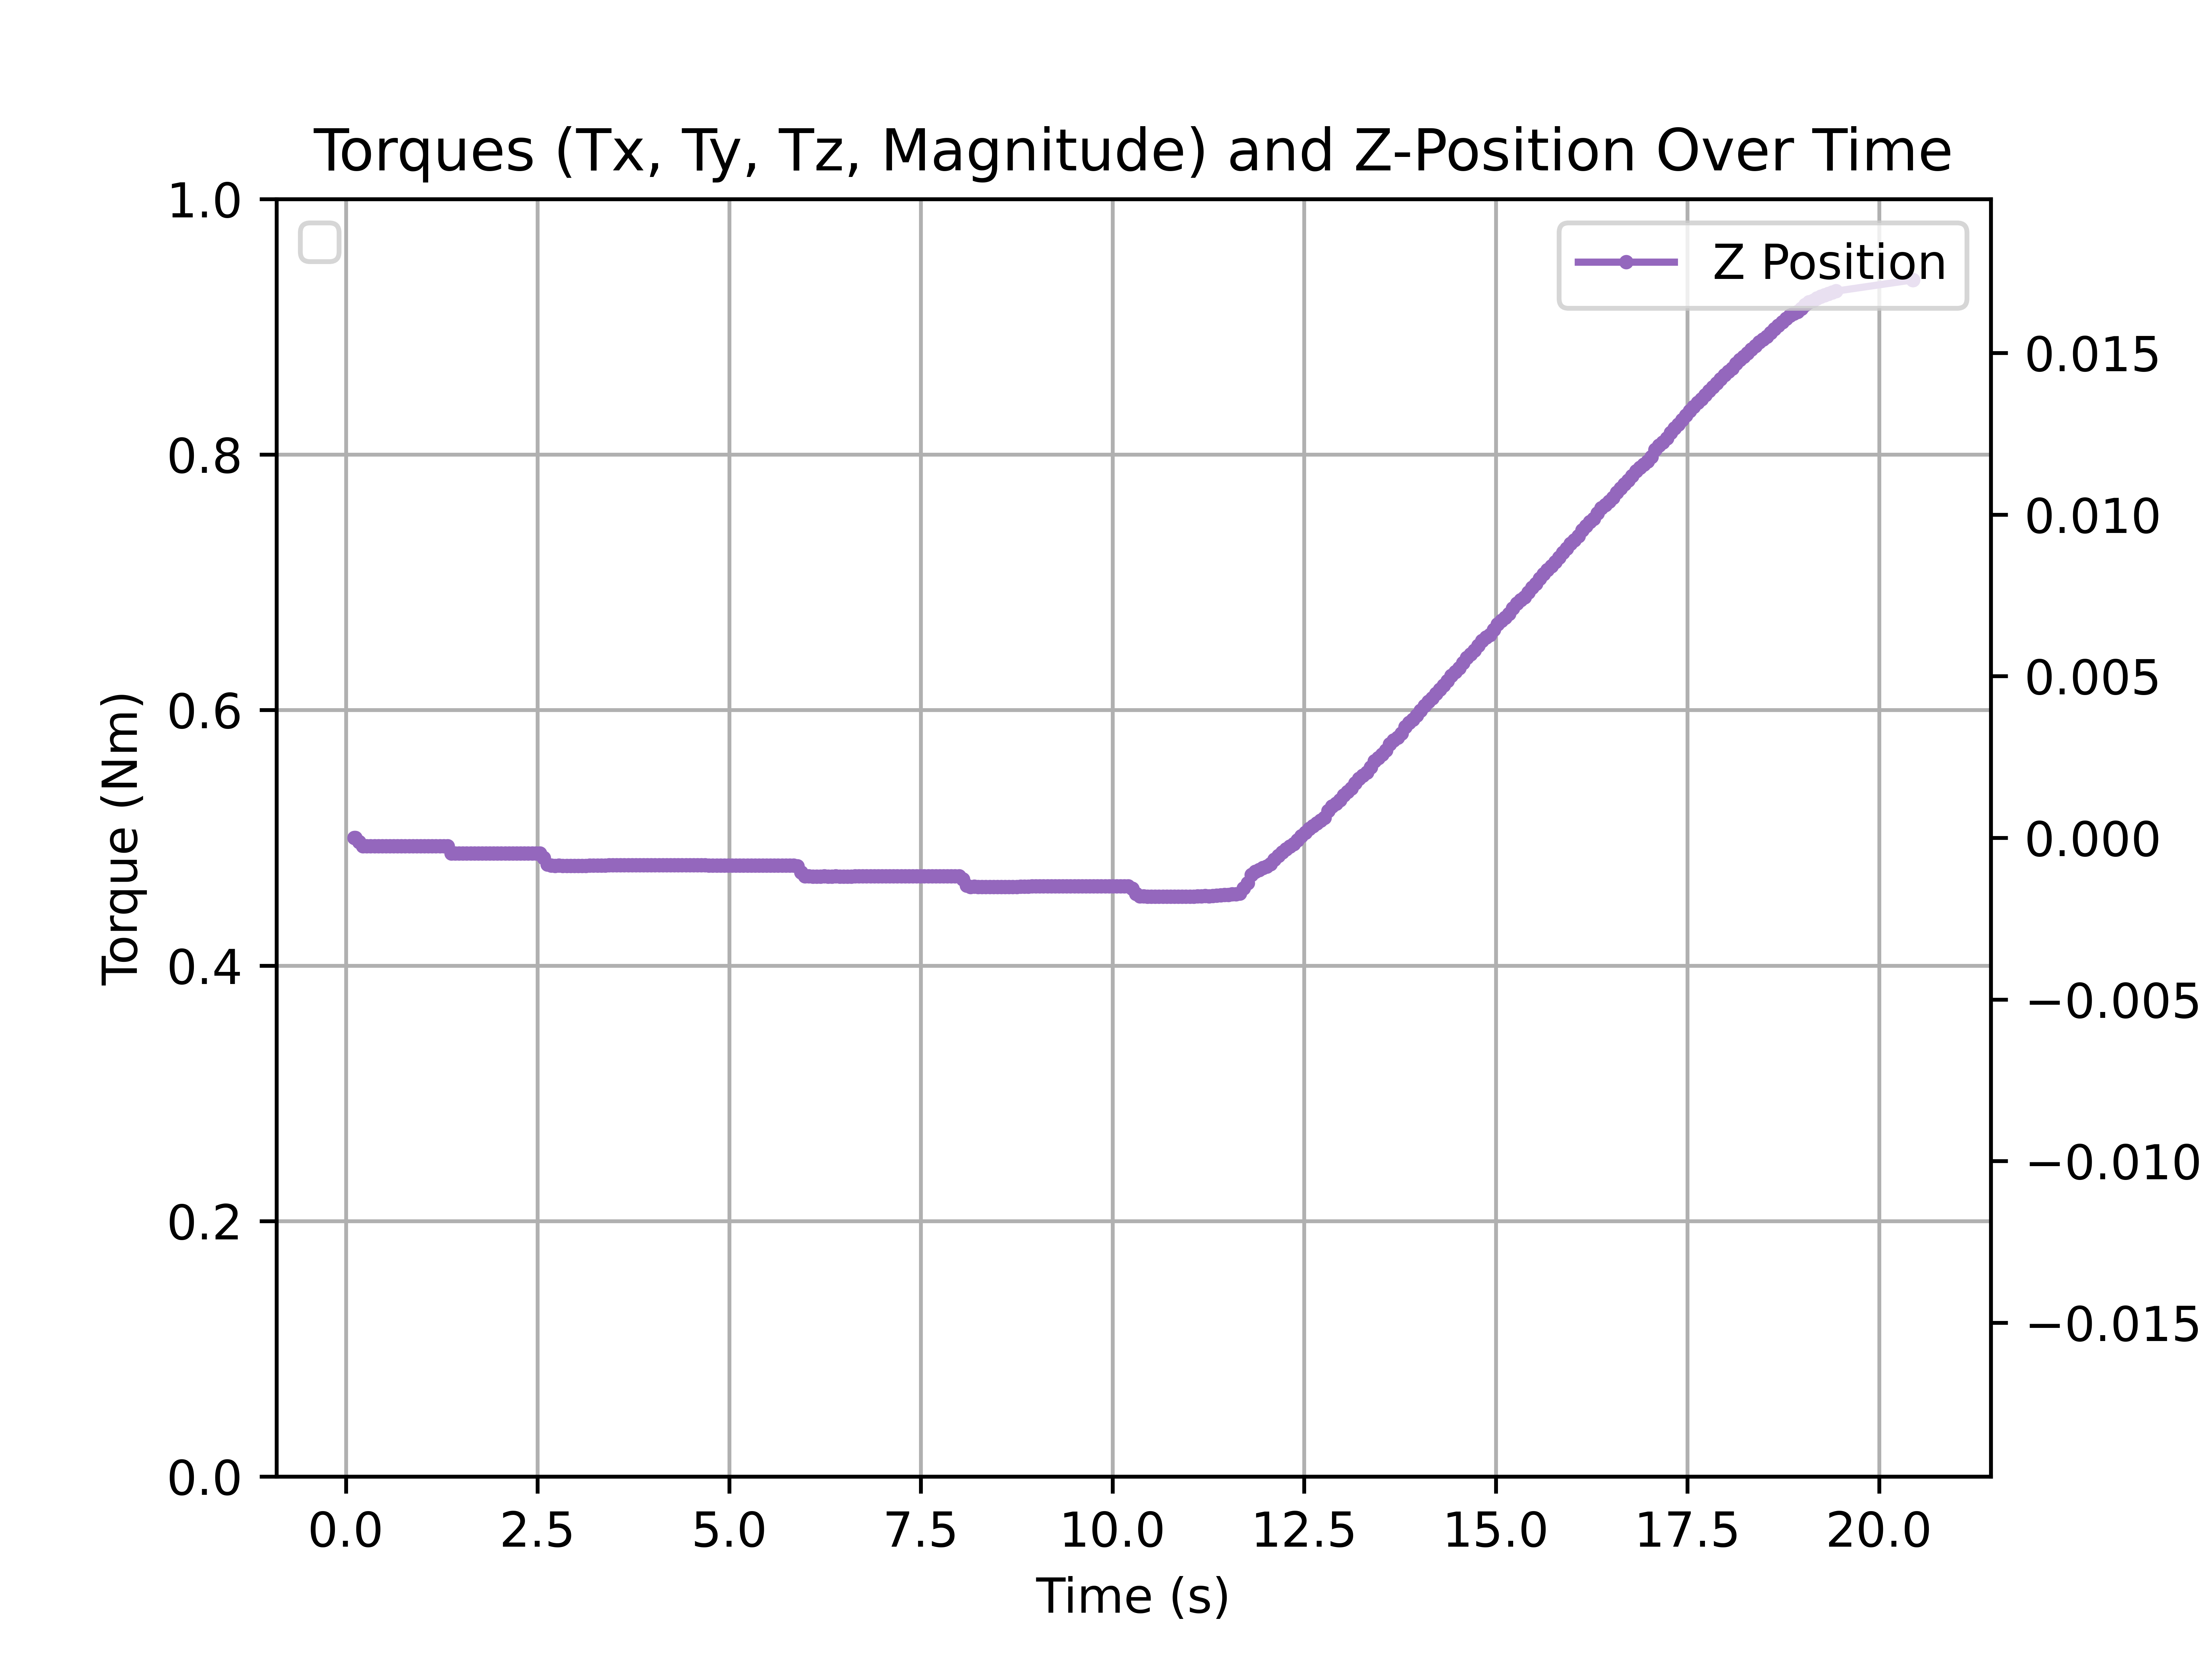 Torques (Tx, Ty, Tz, Magnitude) and Z-Position Over Time
1.0
0.8
0.6
0.4
0.2
0.0
Torque (Nm)
Z Position
0.015
0.010
0.005
0.000
−0.005
−0.010
−0.015
0.0 2.5 5.0 7.5 10.0 12.5 15.0 17.5 20.0
Time (s)